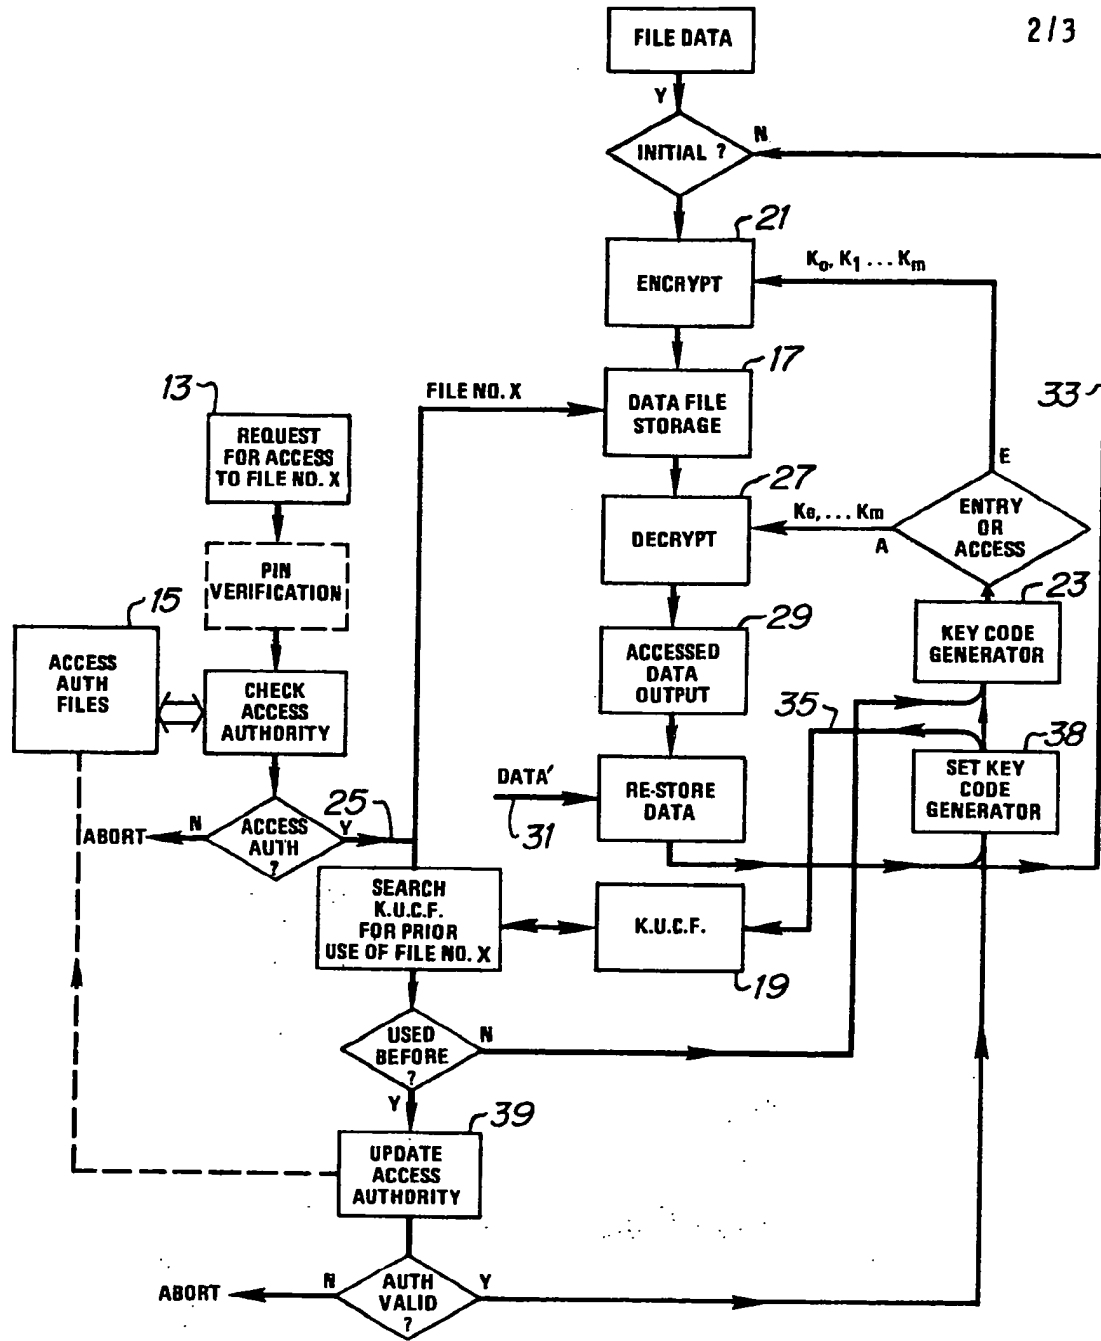 2/3
FILE DATA
Y
INITIAL ?
N
21
ENCRYPT
K₀, K₁ ... Kₘ
17
DATA FILE
STORAGE
FILE NO. X
33
13
REQUEST
FOR ACCESS
TO FILE NO. X
E
27
DECRYPT
Kₑ, ... Kₘ
A
ENTRY
OR
ACCESS
PIN
VERIFICATION
15
ACCESS
AUTH
FILES
CHECK
ACCESS
AUTHORITY
29
ACCESSED
DATA
OUTPUT
23
KEY CODE
GENERATOR
35
38
SET KEY
CODE
GENERATOR
DATA′
31
RE-STORE
DATA
ABORT
N
ACCESS
AUTH
?
Y
25
SEARCH
K.U.C.F.
FOR PRIOR
USE OF FILE NO. X
K.U.C.F.
19
USED
BEFORE
?
N
Y
39
UPDATE
ACCESS
AUTHORITY
ABORT
N
AUTH
VALID
?
Y